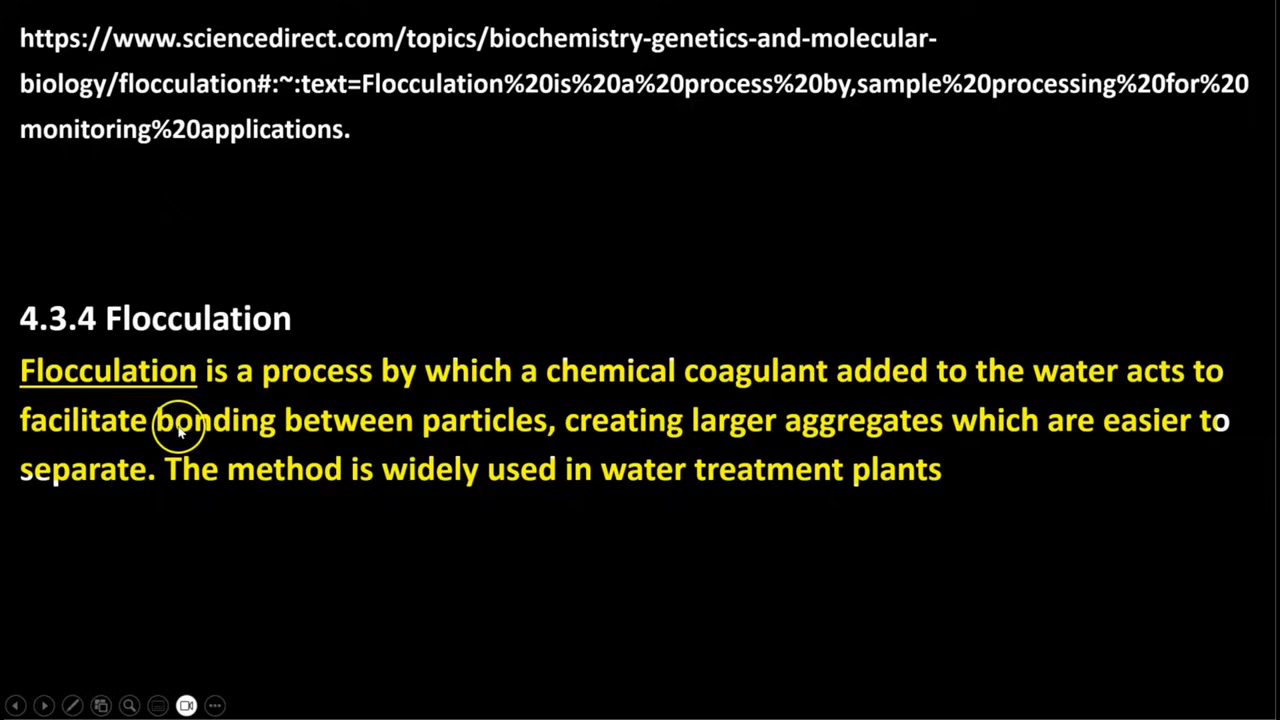 https://www.sciencedirect.com/topics/biochemistry-genetics-and-molecular-
biology/flocculation#:~:text=Flocculation%20is%20a%20process%20by,sample%20processing%20for%20
monitoring%20applications.
4.3.4 Flocculation
Flocculation is a process by which a chemical coagulant added to the water acts to
facilitate bonding between particles, creating larger aggregates which are easier to
separate. The method is widely used in water treatment plants